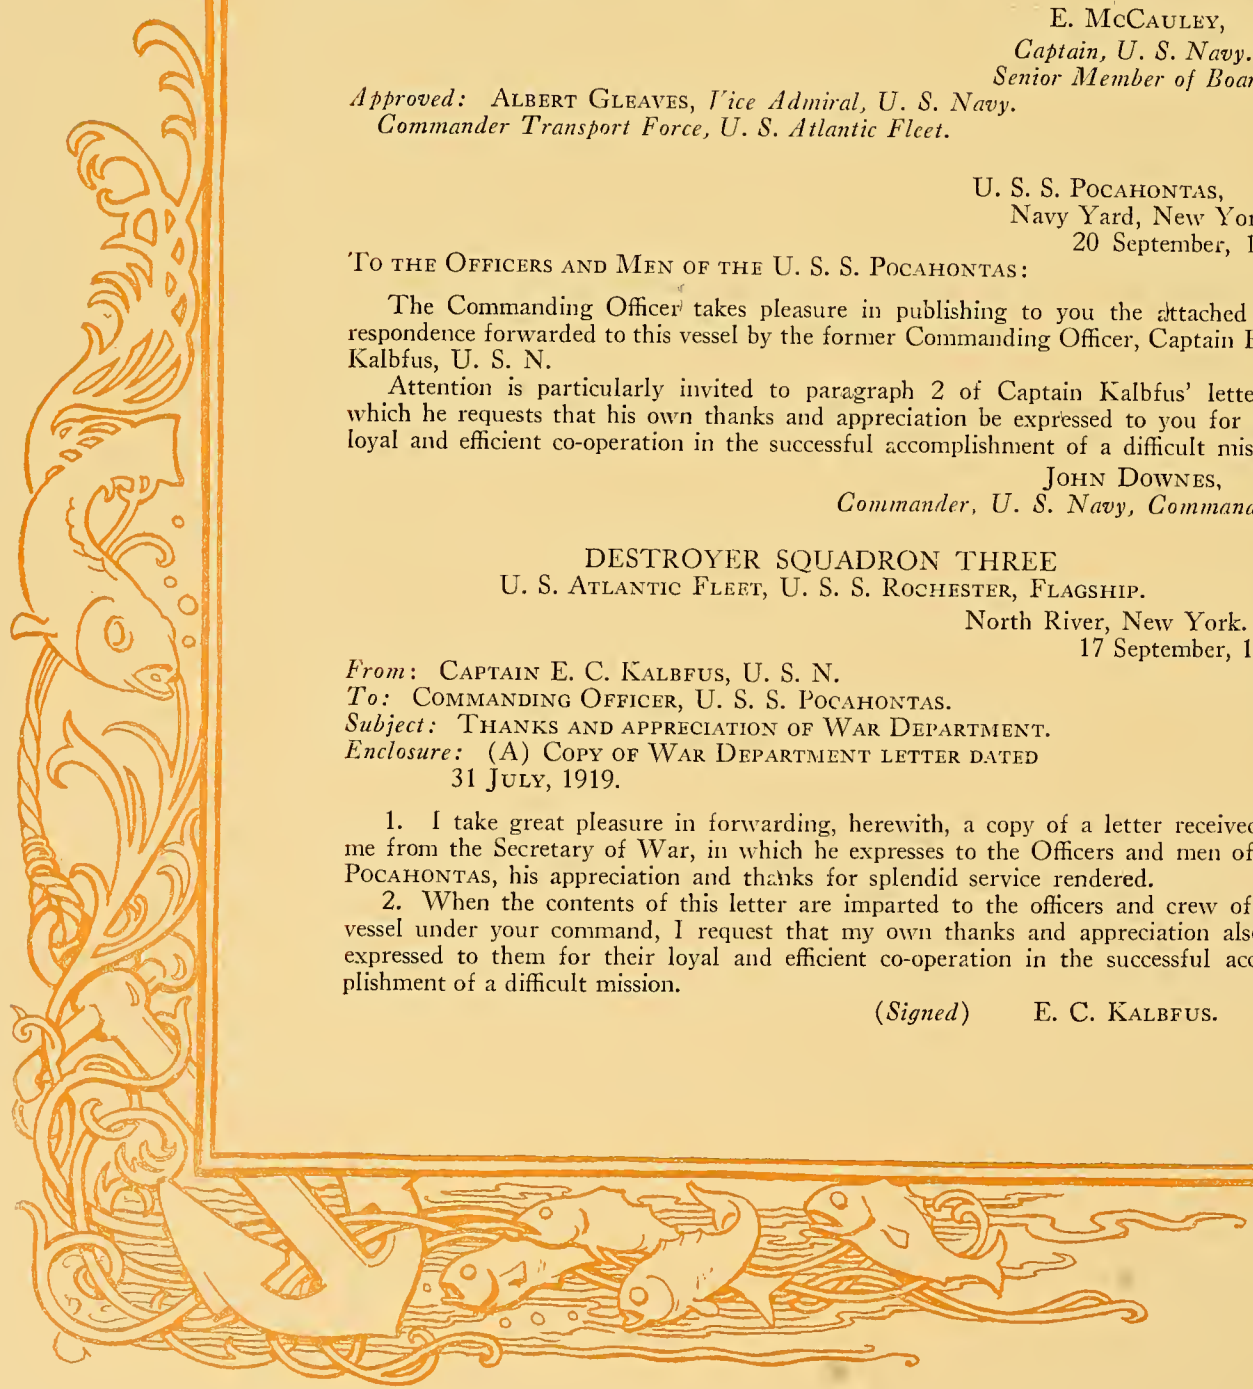 E. McCauley,
Captain, U. S. Navy.
Senior Member of Boar
Approved: Albert Gleaves, Vice Admiral, U. S. Navy.
Commander Transport Force, U. S. Atlantic Fleet.
U. S. S. Pocahontas,
Navy Yard, New Yor
20 September, 1
To the Officers and Men of the U. S. S. Pocahontas:
The Commanding Officer takes pleasure in publishing to you the attached
respondence forwarded to this vessel by the former Commanding Officer, Captain E
Kalbfus, U. S. N.
Attention is particularly invited to paragraph 2 of Captain Kalbfus' lette
which he requests that his own thanks and appreciation be expressed to you for
loyal and efficient co-operation in the successful accomplishment of a difficult mis
John Downes,
Commander, U. S. Navy, Command
DESTROYER SQUADRON THREE
U. S. Atlantic Fleet, U. S. S. Rochester, Flagship.
North River, New York.
17 September, 1
From: Captain E. C. Kalbfus, U. S. N.
To: Commanding Officer, U. S. S. Pocahontas.
Subject: Thanks and appreciation of War Department.
Enclosure: (A) Copy of War Department letter dated
31 July, 1919.
1. I take great pleasure in forwarding, herewith, a copy of a letter received
me from the Secretary of War, in which he expresses to the Officers and men of
Pocahontas, his appreciation and thanks for splendid service rendered.
2. When the contents of this letter are imparted to the officers and crew of
vessel under your command, I request that my own thanks and appreciation als
expressed to them for their loyal and efficient co-operation in the successful acc
plishment of a difficult mission.
(Signed) E. C. Kalbfus.